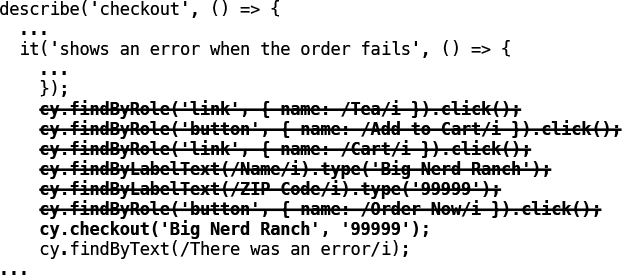 describe('checkout', () => {
...
it('shows an error when the order fails', () => {
...
});
cy.findByRole('link', { name: /Tea/i }).click();
cy.findByRole('button', { name: /Add to Cart/i }).click();
cy.findByRole('link', { name: /Cart/i }).click();
cy.findByLabelText(/Name/i).type('Big Nerd Ranch');
cy.findByLabelText(/ZIP Code/i).type('99999');
cy.findByRole('button', { name: /Order Now/i }).click();
cy.checkout('Big Nerd Ranch', '99999');
cy.findByText(/There was an error/i);
...